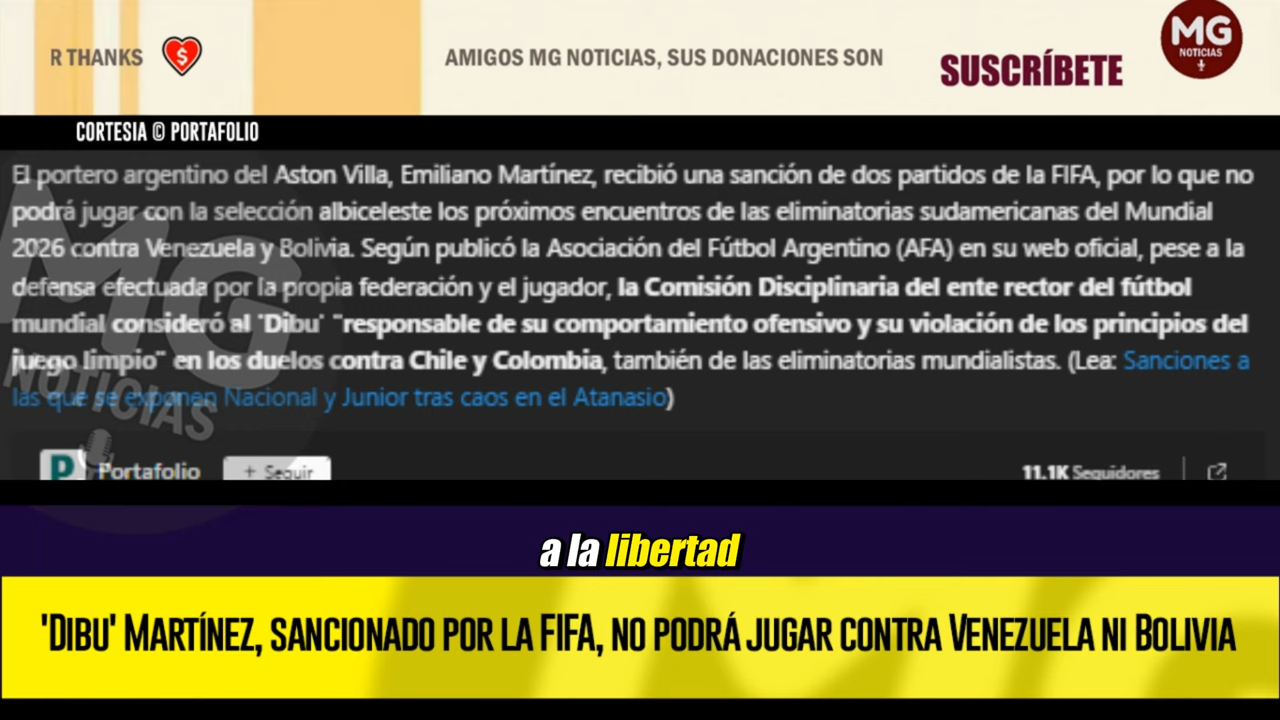 R THANKS
AMIGOS MG NOTICIAS, SUS DONACIONES SON
SUSCRÍBETE
MG
NOTICIAS
CORTESIA © PORTAFOLIO
El portero argentino del Aston Villa, Emiliano Martínez, recibió una sanción de dos partidos de la FIFA, por lo que no
podrá jugar con la selección albiceleste los próximos encuentros de las eliminatorias sudamericanas del Mundial
2026 contra Venezuela y Bolivia. Según publicó la Asociación del Fútbol Argentino (AFA) en su web oficial, pese a la
defensa efectuada por la propia federación y el jugador, la Comisión Disciplinaria del ente rector del fútbol
mundial consideró al 'Dibu' "responsable de su comportamiento ofensivo y su violación de los principios del
juego limpio" en los duelos contra Chile y Colombia, también de las eliminatorias mundialistas. (Lea: Sanciones a
las que se exponen Nacional y Junior tras caos en el Atanasio)
MG
NOTICIAS
P Portafolio
+ Seguir
11.1K Seguidores
a la libertad
'DIBU' MARTÍNEZ, SANCIONADO POR LA FIFA, NO PODRÁ JUGAR CONTRA VENEZUELA NI BOLIVIA